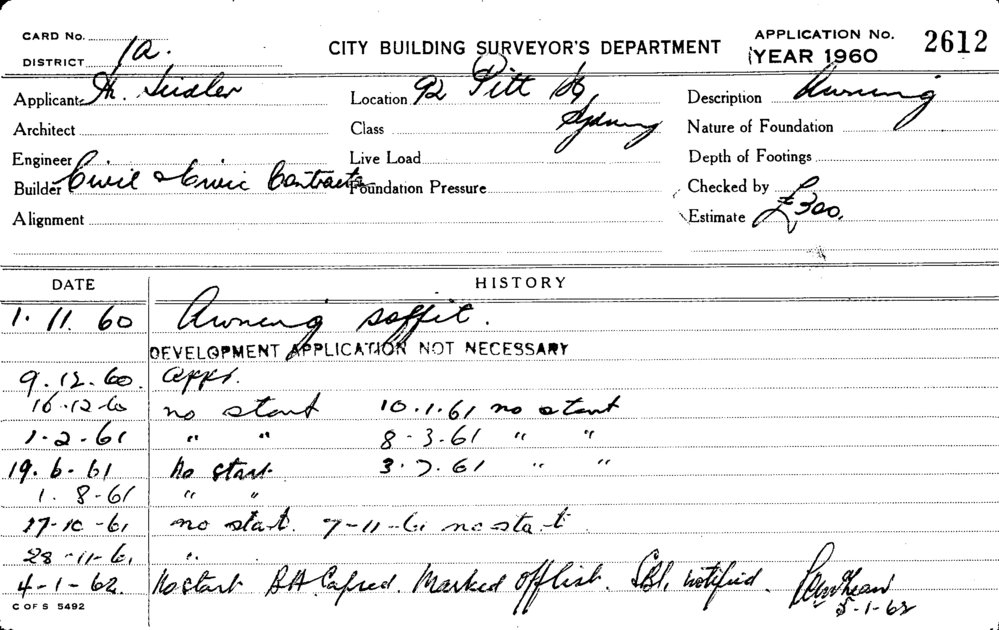 CARD No.
CITY BUILDING SURVEYOR'S DEPARTMENT
APPLICATION No. 2612
YEAR 1960
DISTRICT 1a.
Applicant H. Seidler
Location 92 Pitt St, Sydney
Description Awning
Architect
Class
Nature of Foundation
Engineer
Live Load
Depth of Footings
Builder Civil & Civic Contracts
Foundation Pressure
Checked by
Alignment
Estimate £300.
DATE HISTORY
1. 11. 60 Awning soffit.
DEVELOPMENT APPLICATION NOT NECESSARY
9. 12. 60. appr.
16-12-60 no start 10.1.61 no start
1-2-61 " " 8-3-61 " "
19.6-61 No start 3.7.61 " "
1. 8-61 " "
17-10-61 no start. 7-11-61 no start
28-11-61 "
4-1-62. No start B.A. Marked off list. notified.
5-1-62
C OF S 5492